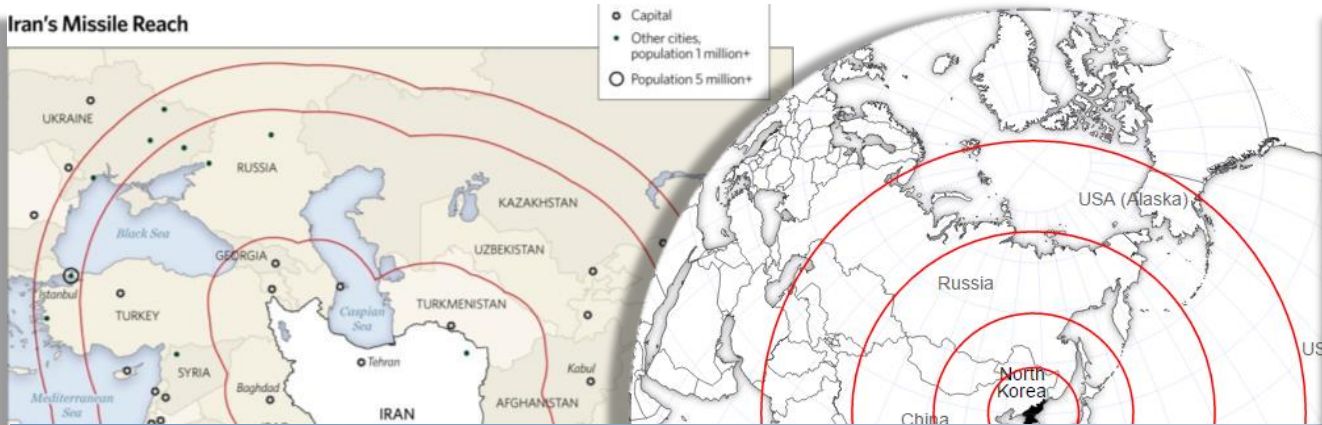 Iran's Missile Reach
Capital
Other cities,
population 1 million+
Population 5 million+
UKRAINE
RUSSIA
KAZAKHSTAN
Black Sea
GEORGIA
UZBEKISTAN
Istanbul
TURKEY
Caspian
Sea
TURKMENISTAN
Tehran
SYRIA
Kabul
Baghdad
Mediterranean
Sea
IRAN
AFGHANISTAN
USA (Alaska)
Russia
US
North
Korea
China